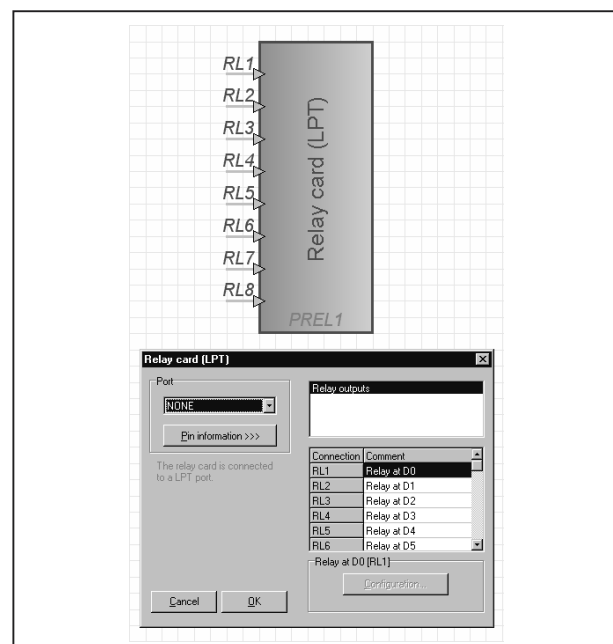 RL1
RL2
RL3
RL4
RL5
RL6
RL7
RL8
Relay card (LPT)
PREL1
Relay card (LPT)
Port
NONE
Pin information >>>
The relay card is connected
to a LPT port.
Relay outputs
Connection Comment
RL1 Relay at D0
RL2 Relay at D1
RL3 Relay at D2
RL4 Relay at D3
RL5 Relay at D4
RL6 Relay at D5
Relay at D0 [RL1]
Configuration...
Cancel
OK